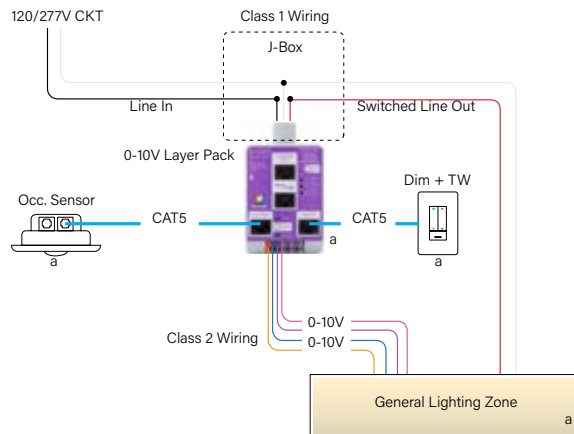 120/277V CKT
Class 1 Wiring
J-Box
Line In
Switched Line Out
0-10V Layer Pack
Dim + TW
Occ. Sensor
CAT5
CAT5
a
a
a
0-10V
Class 2 Wiring
0-10V
General Lighting Zone
a